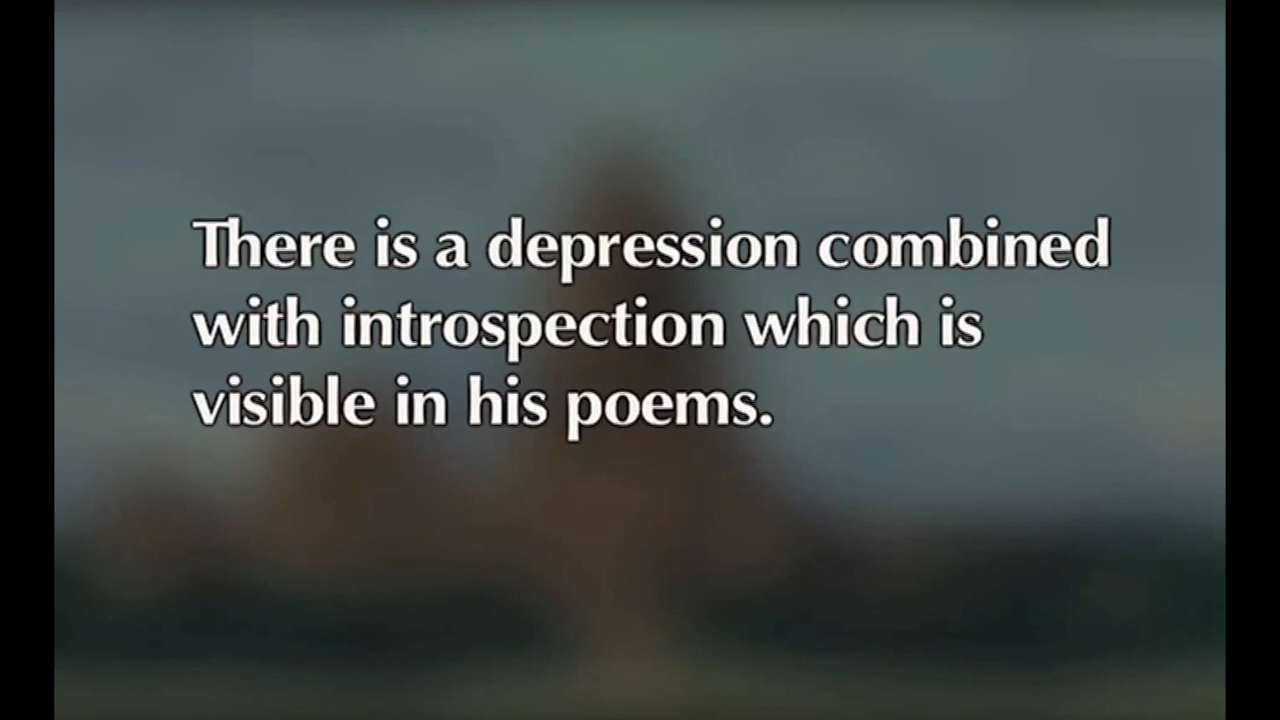 There is a depression combined
with introspection which is
visible in his poems.